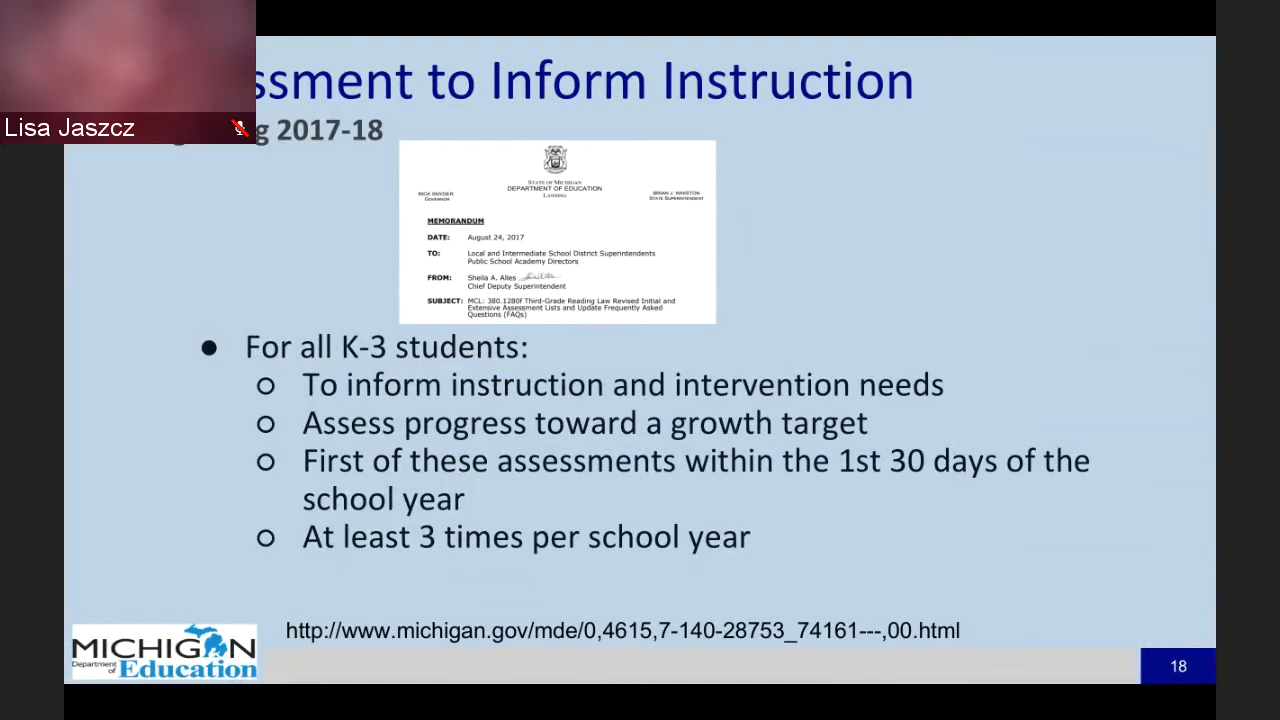 ssment to Inform Instruction
Lisa Jaszcz
g 2017-18
STATE OF MICHIGAN
DEPARTMENT OF EDUCATION
LANSING
RICK SNYDER
GOVERNOR
BRIAN J. WHISTON
STATE SUPERINTENDENT
MEMORANDUM
DATE: August 24, 2017
TO: Local and Intermediate School District Superintendents
Public School Academy Directors
FROM: Sheila A. Alles
Chief Deputy Superintendent
SUBJECT: MCL: 380.1280f Third-Grade Reading Law Revised Initial and
Extensive Assessment Lists and Update Frequently Asked
Questions (FAQs)
● For all K-3 students:
○ To inform instruction and intervention needs
○ Assess progress toward a growth target
○ First of these assessments within the 1st 30 days of the
school year
○ At least 3 times per school year
http://www.michigan.gov/mde/0,4615,7-140-28753_74161---,00.html
MICHIGAN
Department
of Education
18